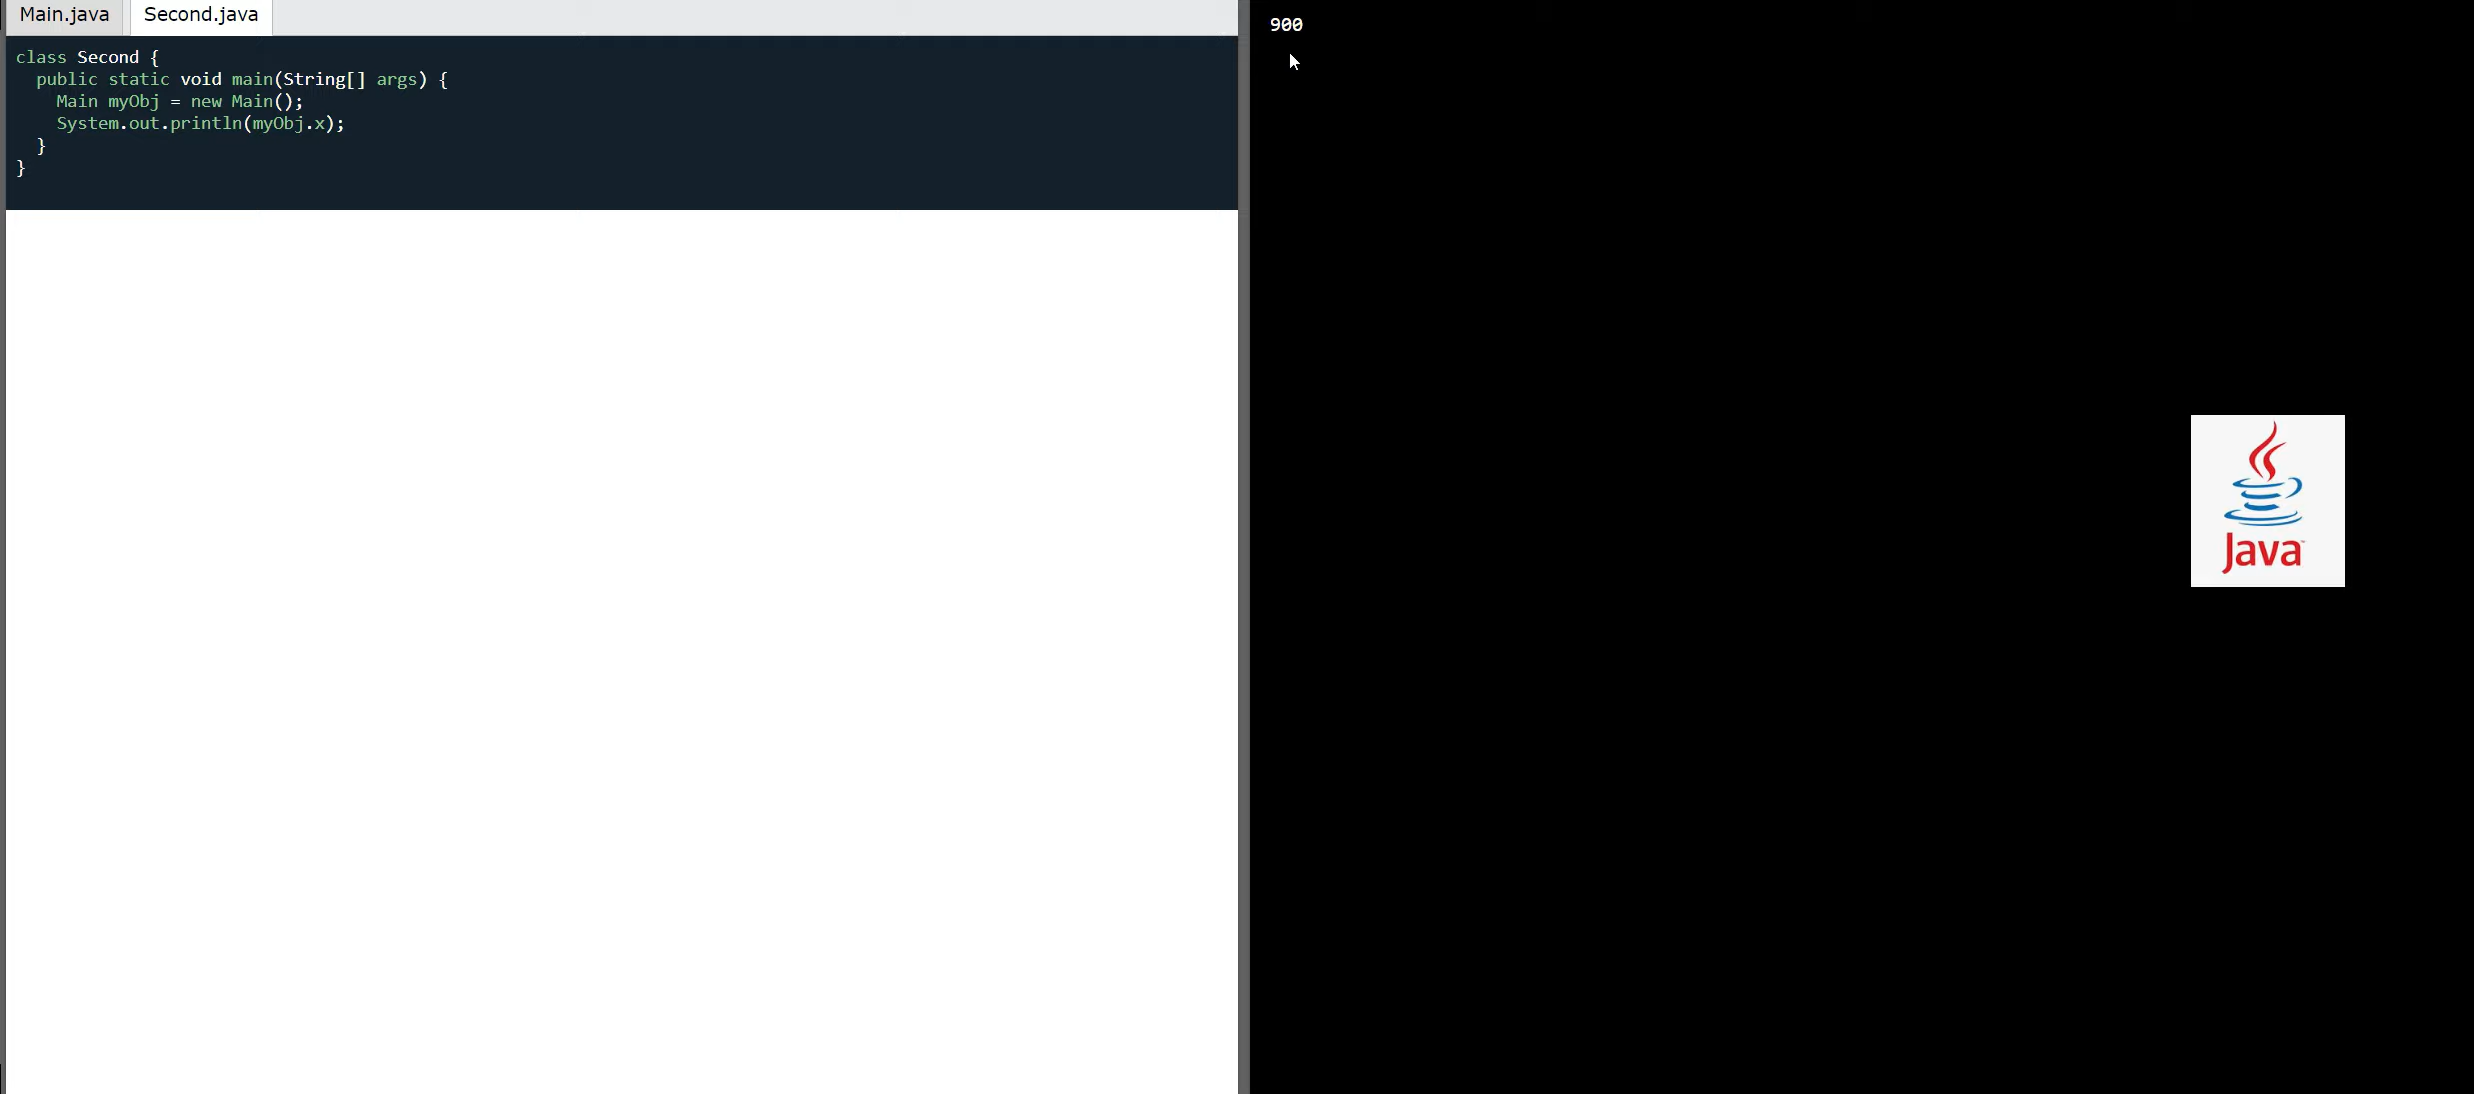 Main.java Second.java
class Second {
  public static void main(String[] args) {
    Main myObj = new Main();
    System.out.println(myObj.x);
  }
}
900
Java™